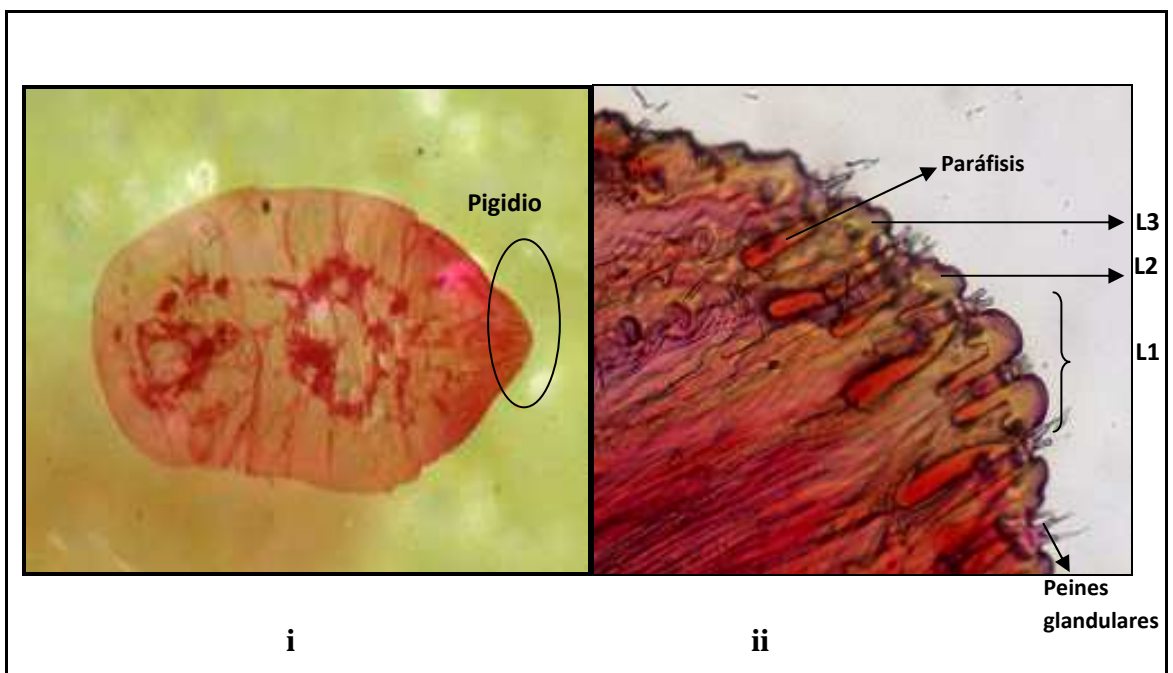 Pigidio
Paráfisis
L3
L2
L1
Peines
glandulares
i
ii